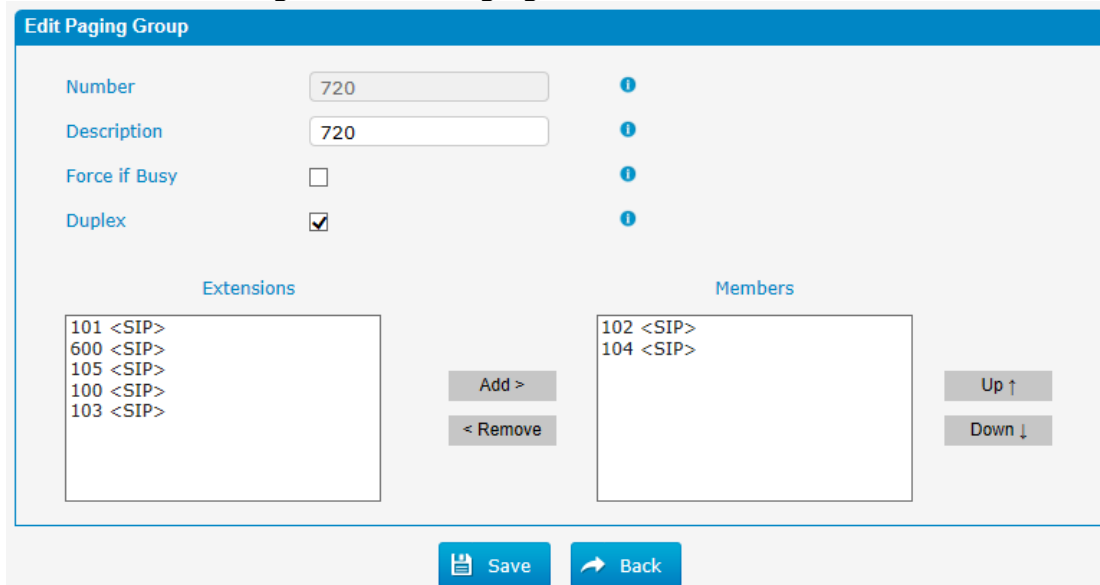 Edit Paging Group
Number 720
Description 720
Force if Busy
Duplex
Extensions Members
101 <SIP> 102 <SIP>
600 <SIP> 104 <SIP>
105 <SIP>
100 <SIP>
103 <SIP>
Add > Up ↑
< Remove Down ↓
Save Back